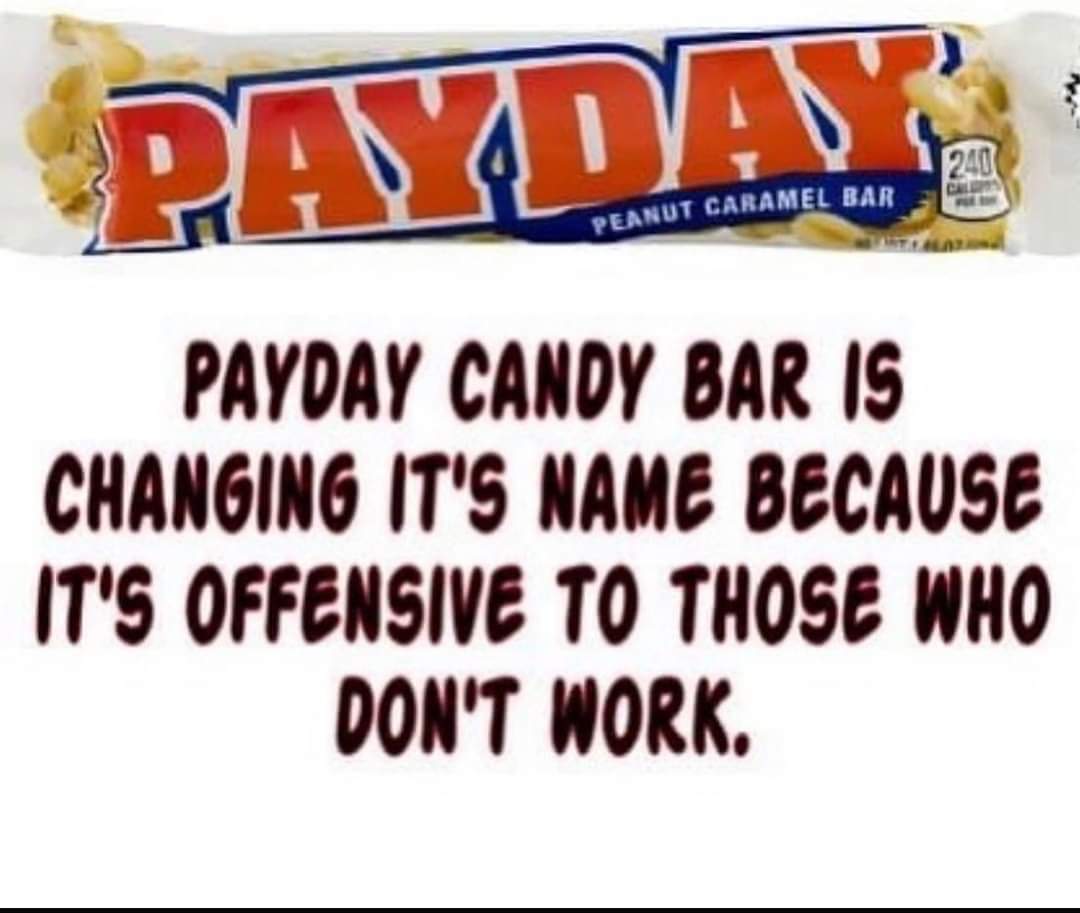 PAYDAY
PEANUT CARAMEL BAR
240
CALORIES
PAYDAY CANDY BAR IS
CHANGING IT'S NAME BECAUSE
IT'S OFFENSIVE TO THOSE WHO
DON'T WORK.